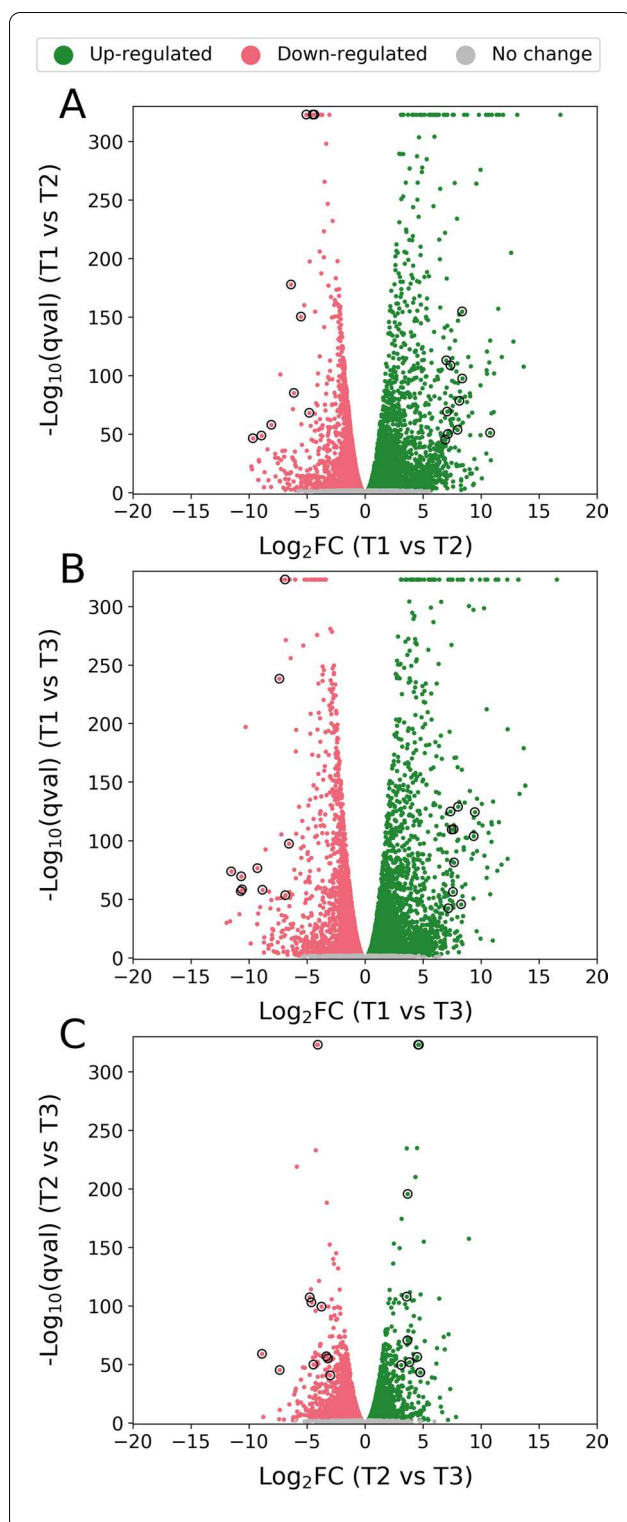 Up-regulated Down-regulated No change
A
300
250
200
150
100
50
0
-Log₁₀(qval) (T1 vs T2)
−20 −15 −10 −5 0 5 10 15 20
Log₂FC (T1 vs T2)
B
300
250
200
150
100
50
0
-Log₁₀(qval) (T1 vs T3)
−20 −15 −10 −5 0 5 10 15 20
Log₂FC (T1 vs T3)
C
300
250
200
150
100
50
0
-Log₁₀(qval) (T2 vs T3)
−20 −15 −10 −5 0 5 10 15 20
Log₂FC (T2 vs T3)